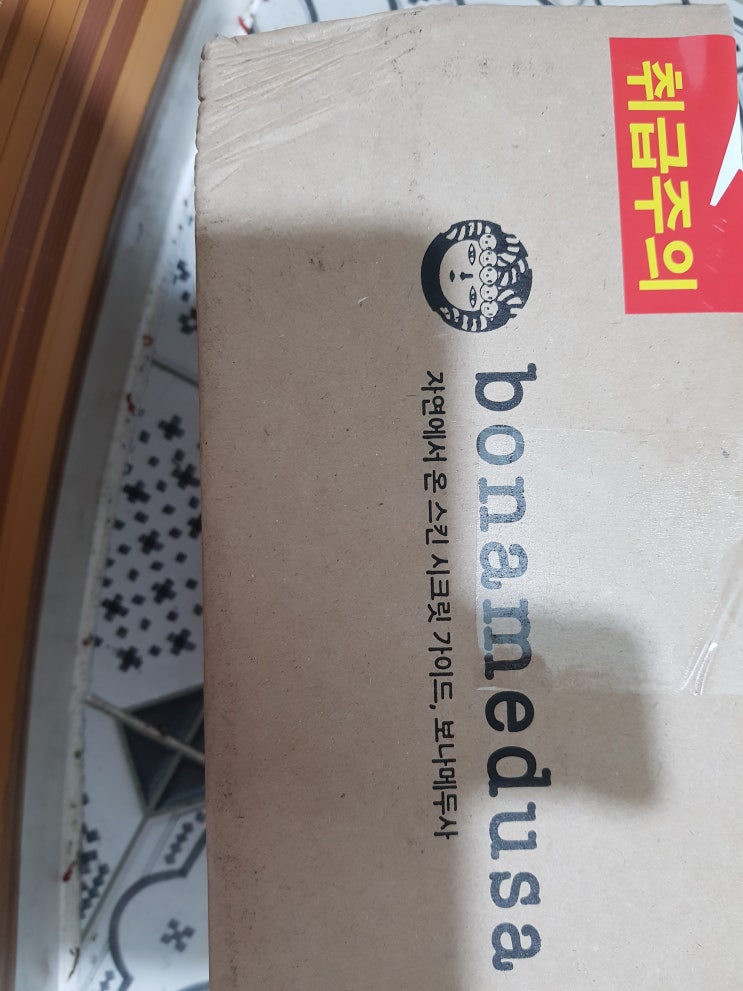 취급주의
bonamedusa
자연에서 온 스킨 시크릿 가이드, 보나메두사